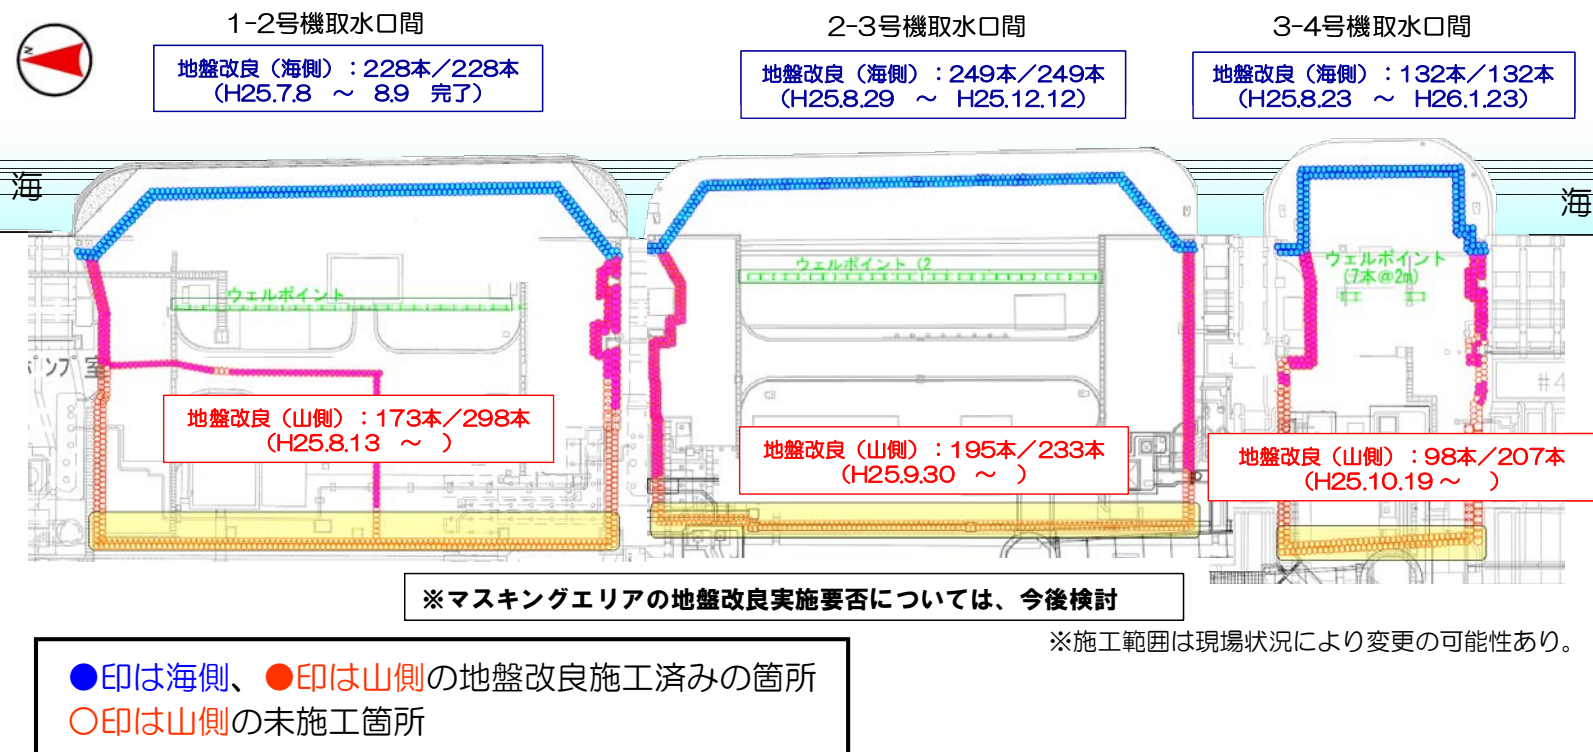 1-2号機取水口間
2-3号機取水口間
3-4号機取水口間
N
地盤改良（海側）：228本／228本
（H25.7.8　～　8.9　完了）
地盤改良（海側）：249本／249本
（H25.8.29　～　H25.12.12）
地盤改良（海側）：132本／132本
（H25.8.23　～　H26.1.23）
海
海
ウェルポイント
ウェルポイント（2
ウェルポイント
(7本@2m)
ポンプ室
#4
地盤改良（山側）：173本／298本
（H25.8.13　～　）
地盤改良（山側）：195本／233本
（H25.9.30　～　）
地盤改良（山側）：98本／207本
（H25.10.19～　）
※マスキングエリアの地盤改良実施要否については、今後検討
※施工範囲は現場状況により変更の可能性あり。
●印は海側、●印は山側の地盤改良施工済みの箇所
○印は山側の未施工箇所